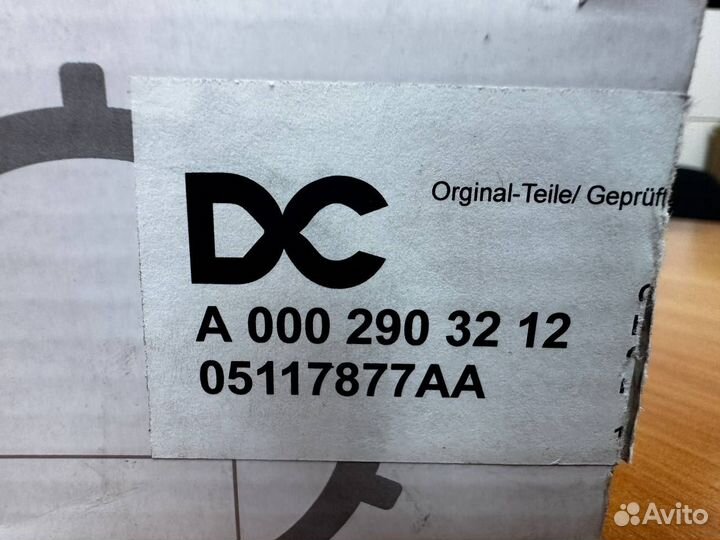 DC
Orginal-Teile/ Geprüft
A 000 290 32 12
05117877AA
Avito